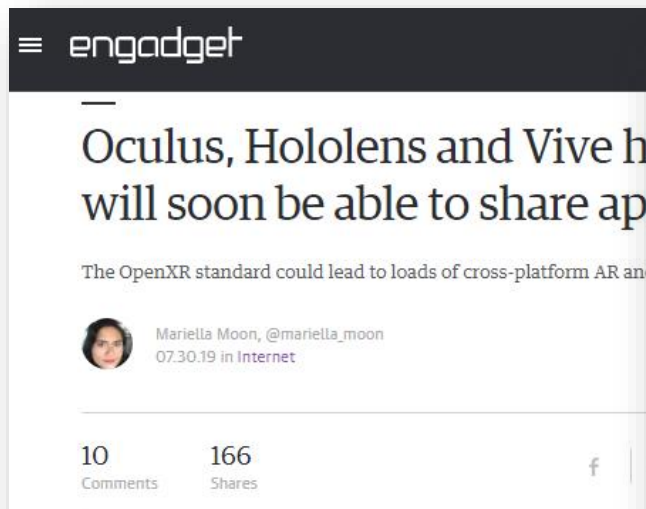 engadget
Oculus, Hololens and Vive h
will soon be able to share ap
The OpenXR standard could lead to loads of cross-platform AR an
Mariella Moon, @mariella_moon
07.30.19 in Internet
10 166
Comments Shares
f